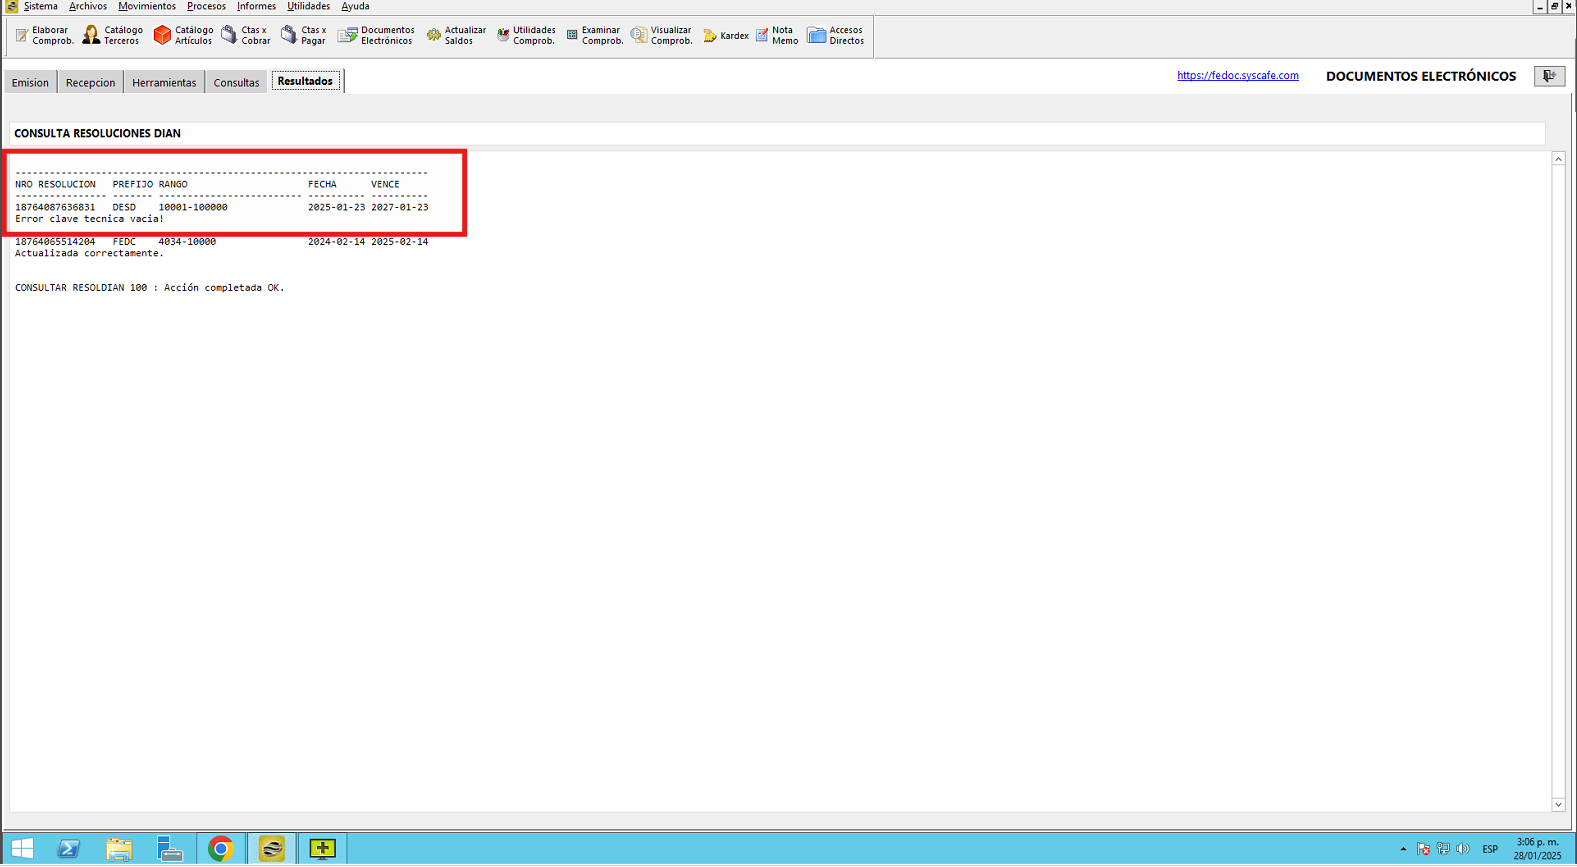 Sistema Archivos Movimientos Procesos Informes Utilidades Ayuda
Elaborar Comprob.
Catálogo Terceros
Catálogo Artículos
Ctas x Cobrar
Ctas x Pagar
Documentos Electrónicos
Actualizar Saldos
Utilidades Comprob.
Examinar Comprob.
Visualizar Comprob.
Kardex
Nota Memo
Accesos Directos
Emision Recepcion Herramientas Consultas Resultados
https://fedoc.syscafe.com DOCUMENTOS ELECTRÓNICOS
CONSULTA RESOLUCIONES DIAN
NRO RESOLUCION PREFIJO RANGO FECHA VENCE
18764087636831 DESD 10001-100000 2025-01-23 2027-01-23
Error clave tecnica vacia!
18764065514204 FEDC 4034-10000 2024-02-14 2025-02-14
Actualizada correctamente.
CONSULTAR RESOLDIAN 100 : Acción completada OK.
ESP
3:06 p. m.
28/01/2025